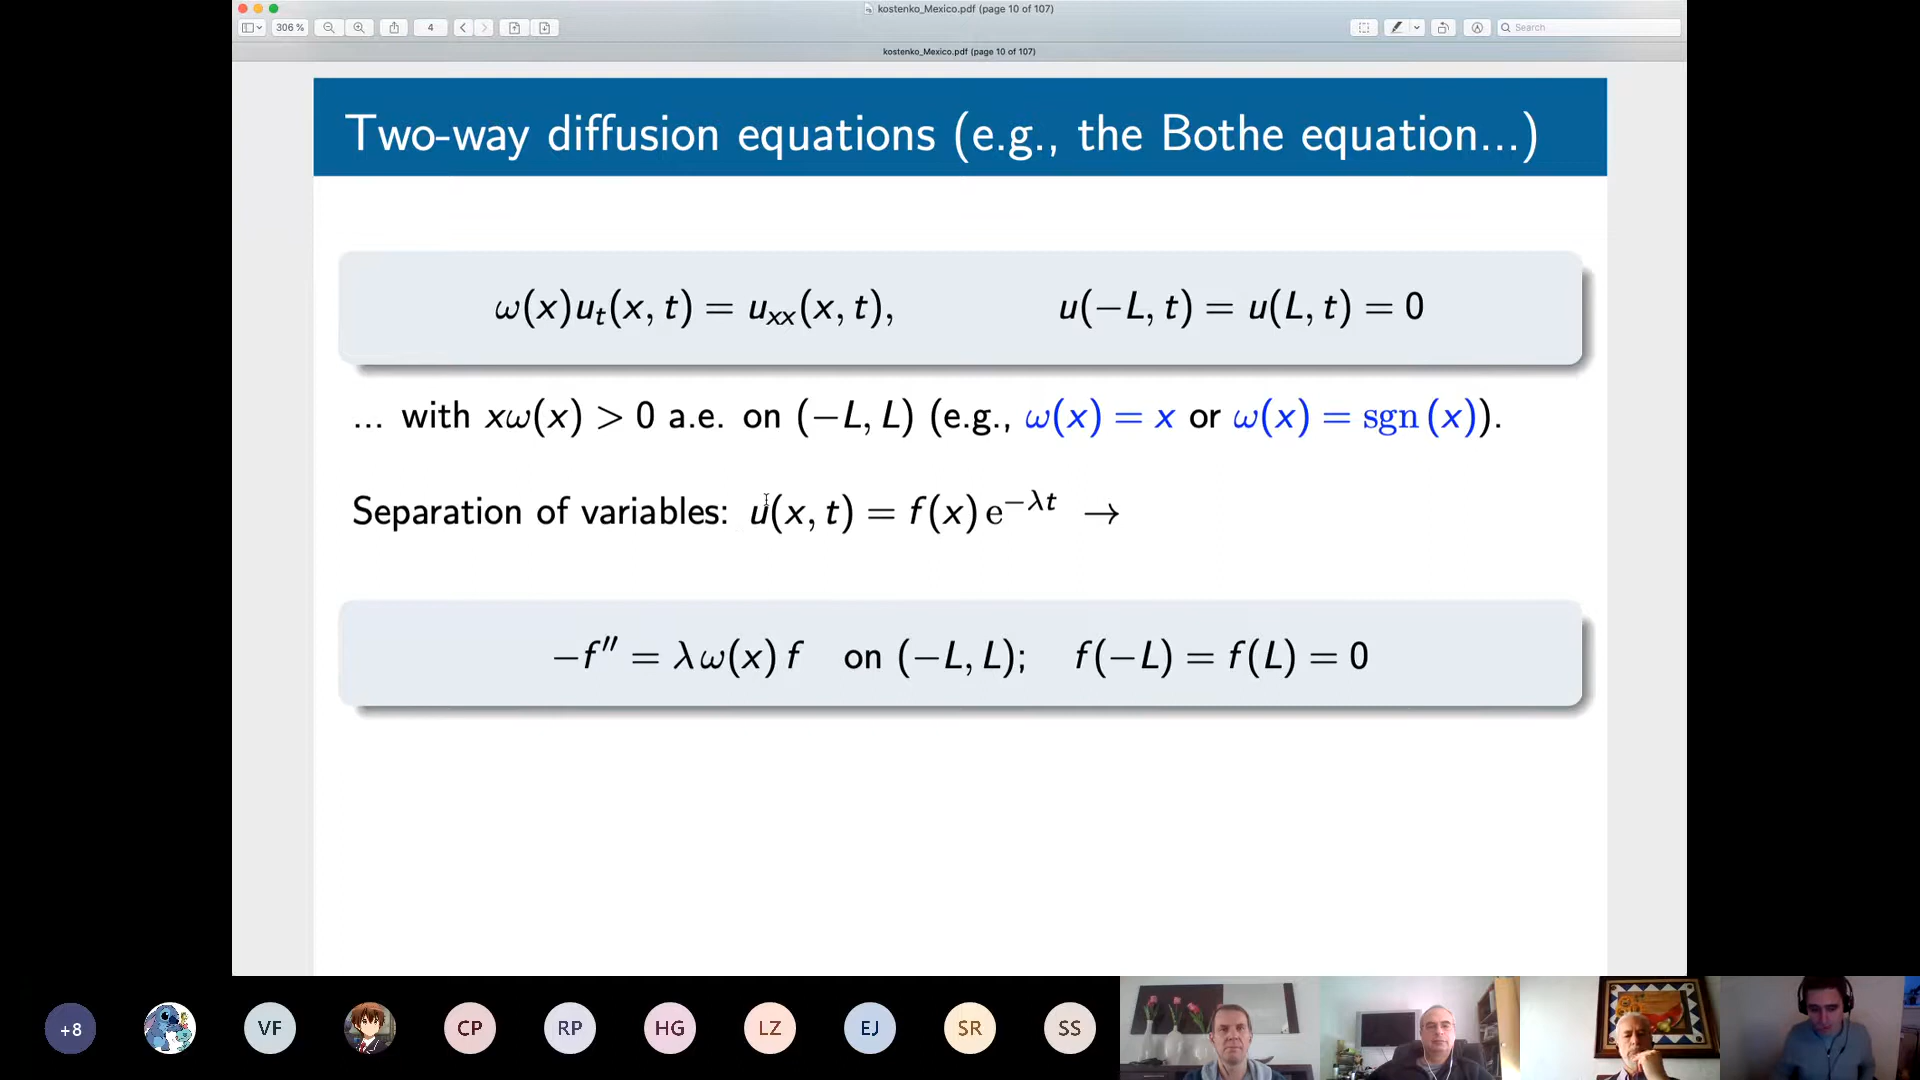 kostenko_Mexico.pdf (page 10 of 107)
306 %
4
Search
kostenko_Mexico.pdf (page 10 of 107)
Two-way diffusion equations (e.g., the Bothe equation...)
ω(x)uₜ(x, t) = uₓₓ(x, t), u(−L, t) = u(L, t) = 0
... with xω(x) > 0 a.e. on (−L, L) (e.g., ω(x) = x or ω(x) = sgn (x)).
Separation of variables: u(x, t) = f(x) e^{−λt} →
−f″ = λω(x) f on (−L, L); f(−L) = f(L) = 0
+8 VF CP RP HG LZ EJ SR SS